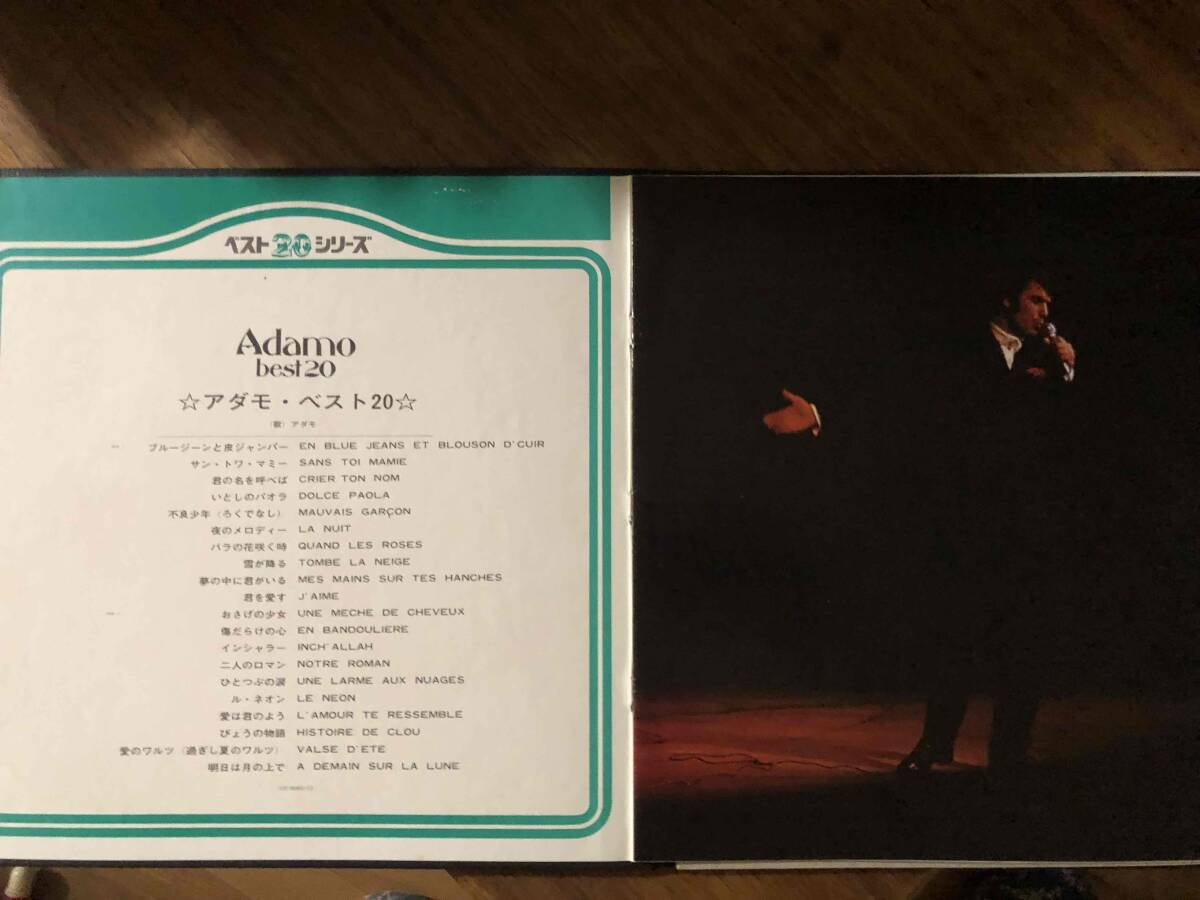 ベスト20シリーズ
Adamo
best20
☆アダモ・ベスト20☆
（歌）アダモ
ブルージーンと皮ジャンパー EN BLUE JEANS ET BLOUSON D'CUIR
サン・トワ・マミー SANS TOI MAMIE
君の名を呼べば CRIER TON NOM
いとしのパオラ DOLCE PAOLA
不良少年（ろくでなし） MAUVAIS GARÇON
夜のメロディー LA NUIT
バラの花咲く時 QUAND LES ROSES
雪が降る TOMBE LA NEIGE
夢の中に君がいる MES MAINS SUR TES HANCHES
君を愛す J'AIME
おさげの少女 UNE MECHE DE CHEVEUX
傷だらけの心 EN BANDOULIERE
インシャラー INCH'ALLAH
二人のロマン NOTRE ROMAN
ひとつぶの涙 UNE LARME AUX NUAGES
ル・ネオン LE NEON
愛は君のよう L'AMOUR TE RESSEMBLE
びょうの物語 HISTOIRE DE CLOU
愛のワルツ（過ぎし夏のワルツ） VALSE D'ETE
明日は月の上で A DEMAIN SUR LA LUNE